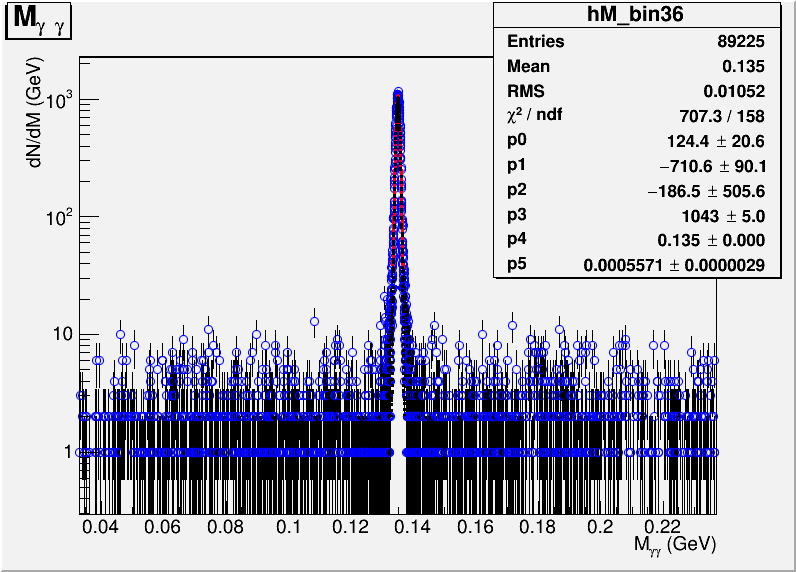 M γ γ
hM_bin36
Entries 89225
Mean 0.135
RMS 0.01052
χ² / ndf 707.3 / 158
p0 124.4 ± 20.6
p1 −710.6 ± 90.1
p2 −186.5 ± 505.6
p3 1043 ± 5.0
p4 0.135 ± 0.000
p5 0.0005571 ± 0.0000029
dN/dM (GeV)
10³
10²
10
1
0.04 0.06 0.08 0.1 0.12 0.14 0.16 0.18 0.2 0.22
Mγγ (GeV)